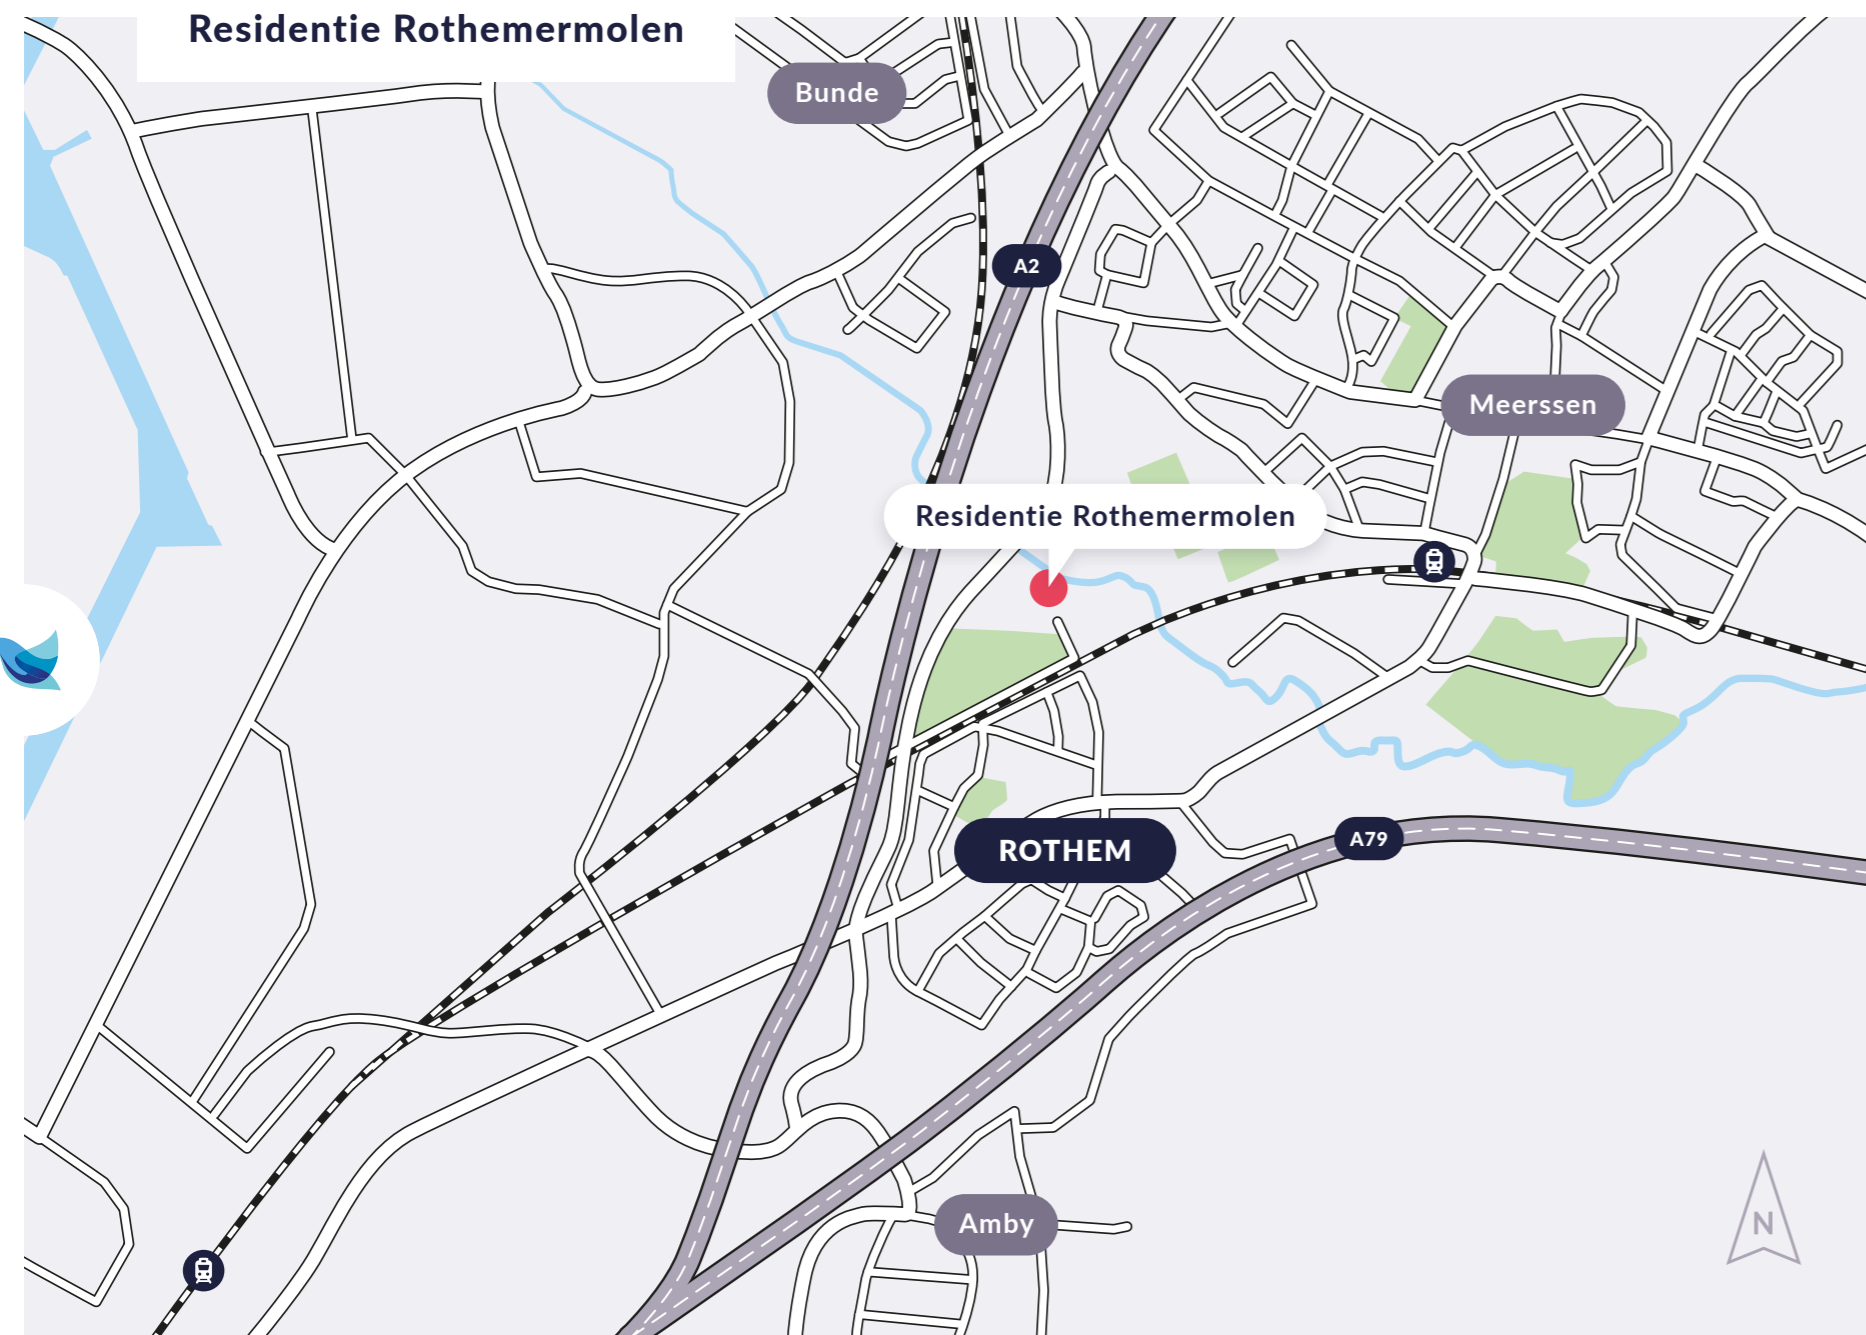 Residentie Rothemermolen
Bunde
A2
Meerssen
Residentie Rothemermolen
A79
ROTHEM
Amby
N